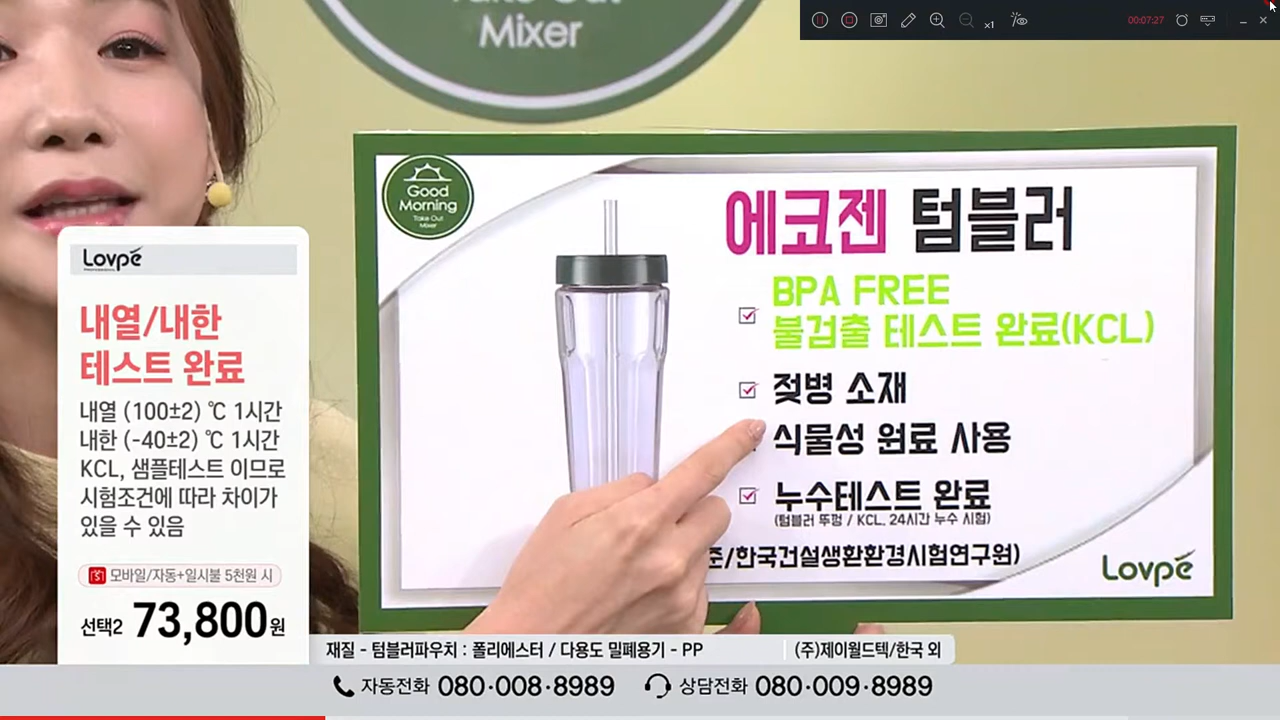 Take Out
Mixer
x1
00:07:27
Good
Morning
Take Out
Mixer
에코젠 텀블러
BPA FREE
불검출 테스트 완료(KCL)
젖병 소재
식물성 원료 사용
누수테스트 완료
(텀블러 뚜껑 / KCL, 24시간 누수 시험)
준/한국건설생활환경시험연구원)
Lovpé
Lovpé
내열/내한
테스트 완료
내열 (100±2) ℃ 1시간
내한 (-40±2) ℃ 1시간
KCL, 샘플테스트 이므로
시험조건에 따라 차이가
있을 수 있음
모바일/자동+일시불 5천원 시
선택2 73,800원
재질 - 텀블러파우치 : 폴리에스터 / 다용도 밀폐용기 - PP
(주)제이월드텍/한국 외
자동전화 080·008·8989
상담전화 080·009·8989